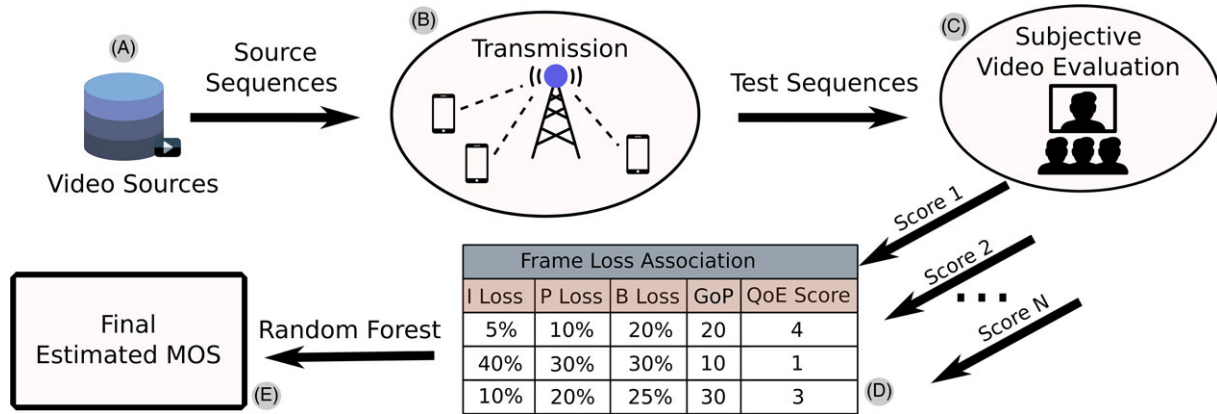 (A)
Video Sources
Source
Sequences
(B)
Transmission
Test Sequences
(C)
Subjective
Video Evaluation
Score 1
Score 2
...
Score N
Frame Loss Association
I Loss P Loss B Loss GoP QoE Score
5% 10% 20% 20 4
40% 30% 30% 10 1
10% 20% 25% 30 3
(D)
Random Forest
Final
Estimated MOS
(E)